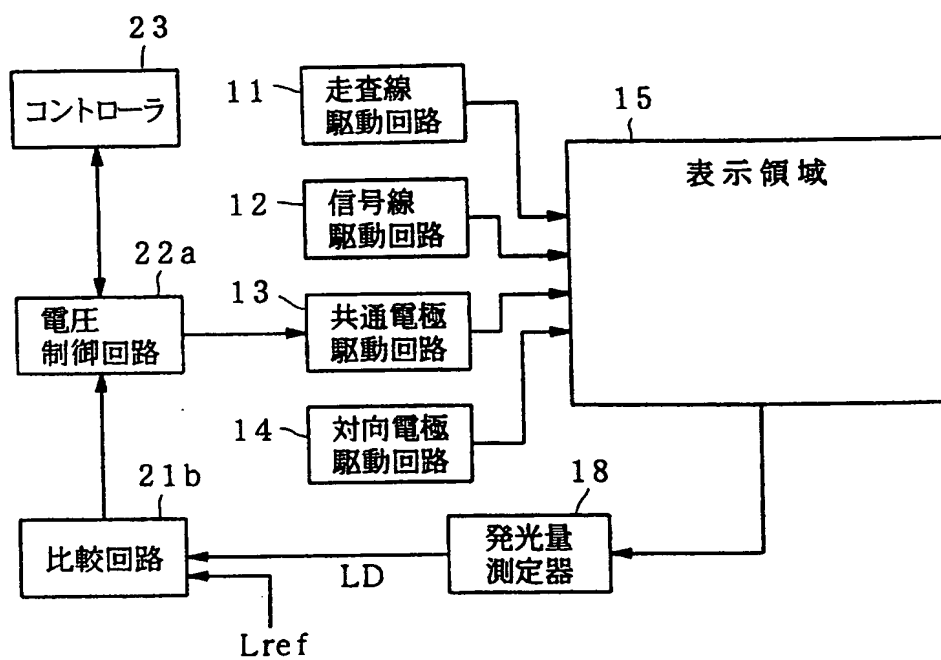 23
コントローラ
11
走査線
駆動回路
15
表示領域
12
信号線
駆動回路
22a
電圧
制御回路
13
共通電極
駆動回路
14
対向電極
駆動回路
21b
比較回路
18
発光量
測定器
LD
Lref